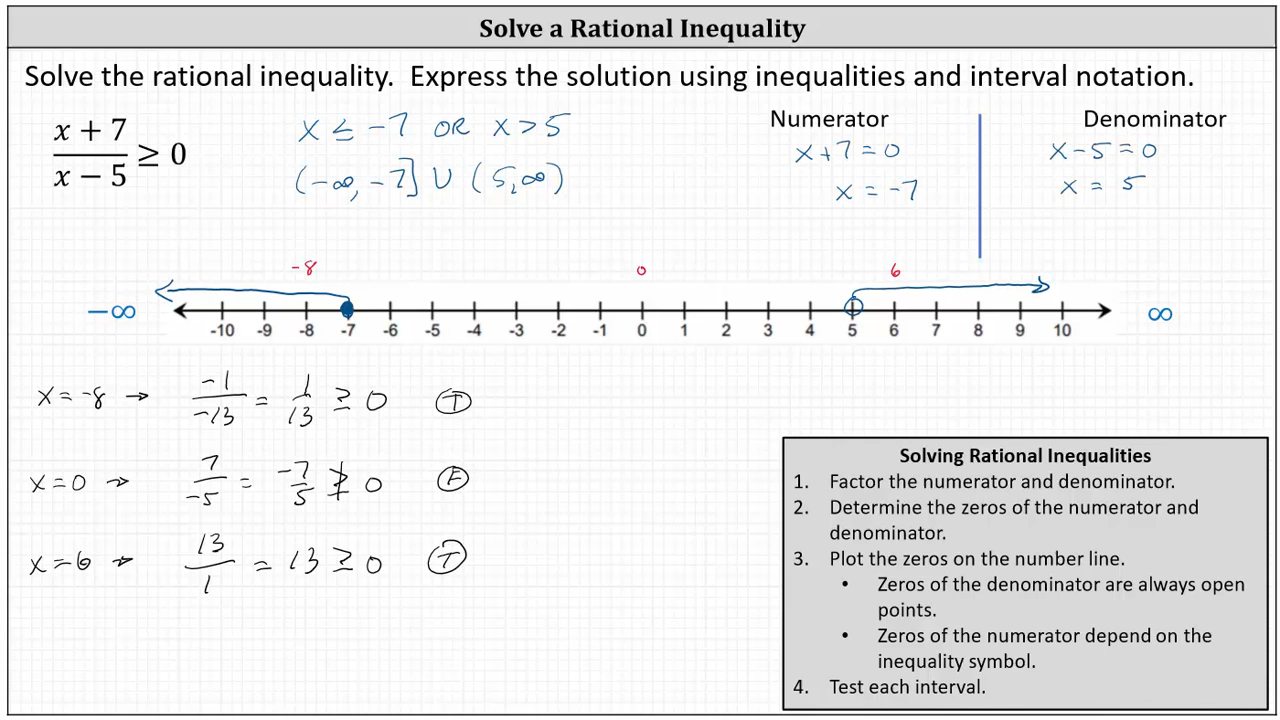 Solve a Rational Inequality
Solve the rational inequality. Express the solution using inequalities and interval notation.
x + 7
x − 5
≥ 0
x ≤ -7 OR x > 5
(-∞, -7] ∪ (5, ∞)
Numerator
x + 7 = 0
x = -7
Denominator
x - 5 = 0
x = 5
-8 0 6
-∞ ∞
-10 -9 -8 -7 -6 -5 -4 -3 -2 -1 0 1 2 3 4 5 6 7 8 9 10
x = -8 → -1/-13 = 1/13 ≥ 0 T
x = 0 → 7/-5 = -7/5 ≱ 0 F
x = 6 → 13/1 = 13 ≥ 0 T
Solving Rational Inequalities
1. Factor the numerator and denominator.
2. Determine the zeros of the numerator and
denominator.
3. Plot the zeros on the number line.
• Zeros of the denominator are always open
points.
• Zeros of the numerator depend on the
inequality symbol.
4. Test each interval.